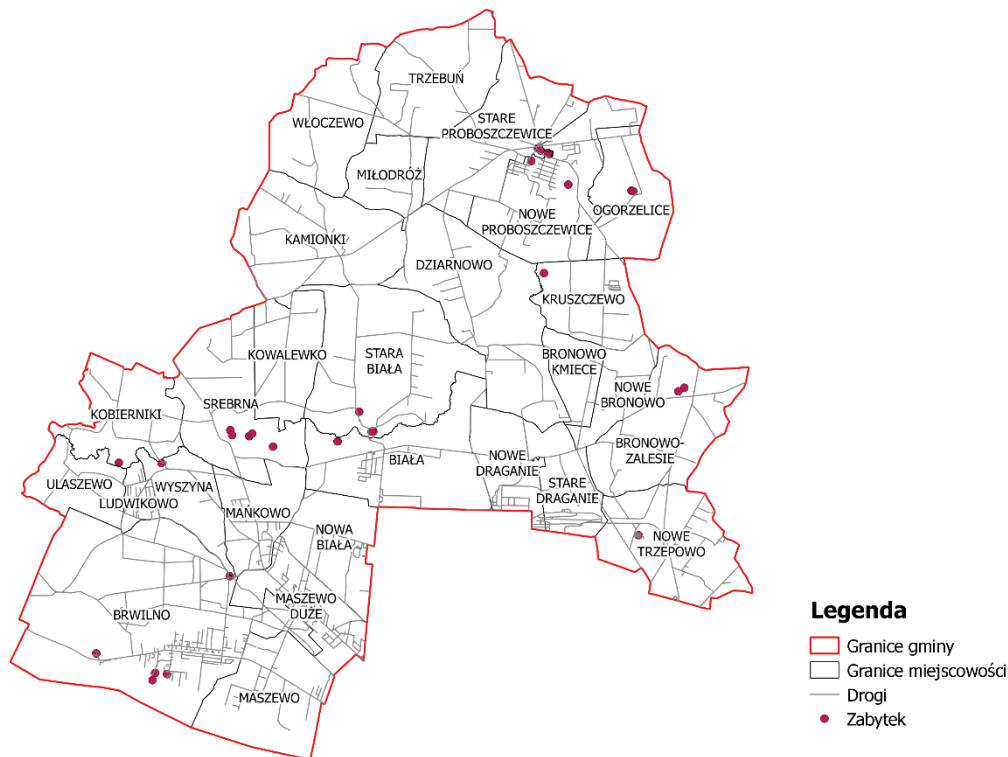 TRZEBUŃ
STARE
PROBOSZCZEWICE
WŁOCZEWO
MIŁODRÓŻ
OGORZELICE
NOWE
PROBOSZCZEWICE
KAMIONKI
DZIARNOWO
KRUSZCZEWO
KOWALEWKO
STARA
BIAŁA
BRONOWO
KMIECE
NOWE
BRONOWO
SREBRNA
KOBIERNIKI
BRONOWO-
ZALESIE
BIAŁA
NOWE
DRAGANIE
STARE
DRAGANIE
ULASZEWO
WYSZYNA
LUDWIKOWO
MAŃKOWO
NOWA
BIAŁA
NOWE
TRZEPOWO
MASZEWO
DUŻE
BRWILNO
MASZEWO
Legenda
Granice gminy
Granice miejscowości
Drogi
Zabytek